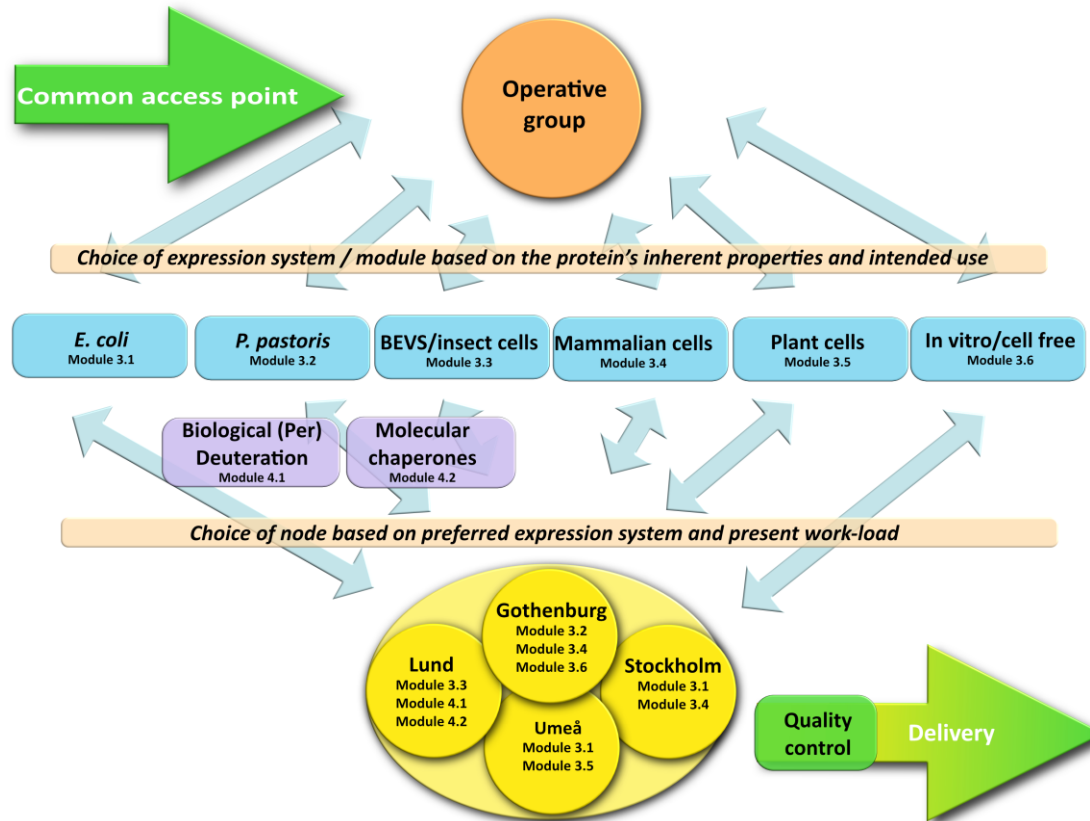 Common access point
Operative
group
Choice of expression system / module based on the protein's inherent properties and intended use
E. coli
Module 3.1
P. pastoris
Module 3.2
BEVS/insect cells
Module 3.3
Mammalian cells
Module 3.4
Plant cells
Module 3.5
In vitro/cell free
Module 3.6
Biological (Per)
Deuteration
Module 4.1
Molecular
chaperones
Module 4.2
Choice of node based on preferred expression system and present work-load
Gothenburg
Module 3.2
Module 3.4
Module 3.6
Lund
Module 3.3
Module 4.1
Module 4.2
Stockholm
Module 3.1
Module 3.4
Umeå
Module 3.1
Module 3.5
Quality
control
Delivery